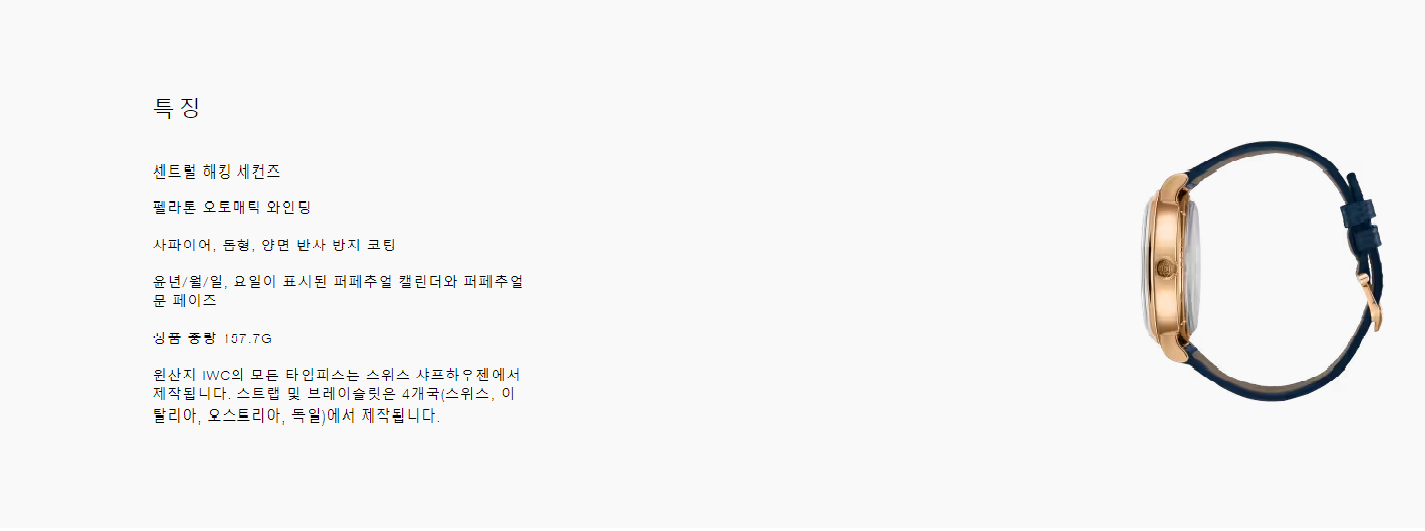 특징
센트럴 해킹 세컨즈
펠라톤 오토매틱 와인딩
사파이어, 돔형, 양면 반사 방지 코팅
윤년/월/일, 요일이 표시된 퍼페추얼 캘린더와 퍼페추얼
문 페이즈
상품 중량
원산지 IWC의 모든 타임피스는 스위스 샤프하우젠에서
제작됩니다. 스트랩 및 브레이슬릿은 4개국(스위스, 이
탈리아, 오스트리아, 독일)에서 제작됩니다.